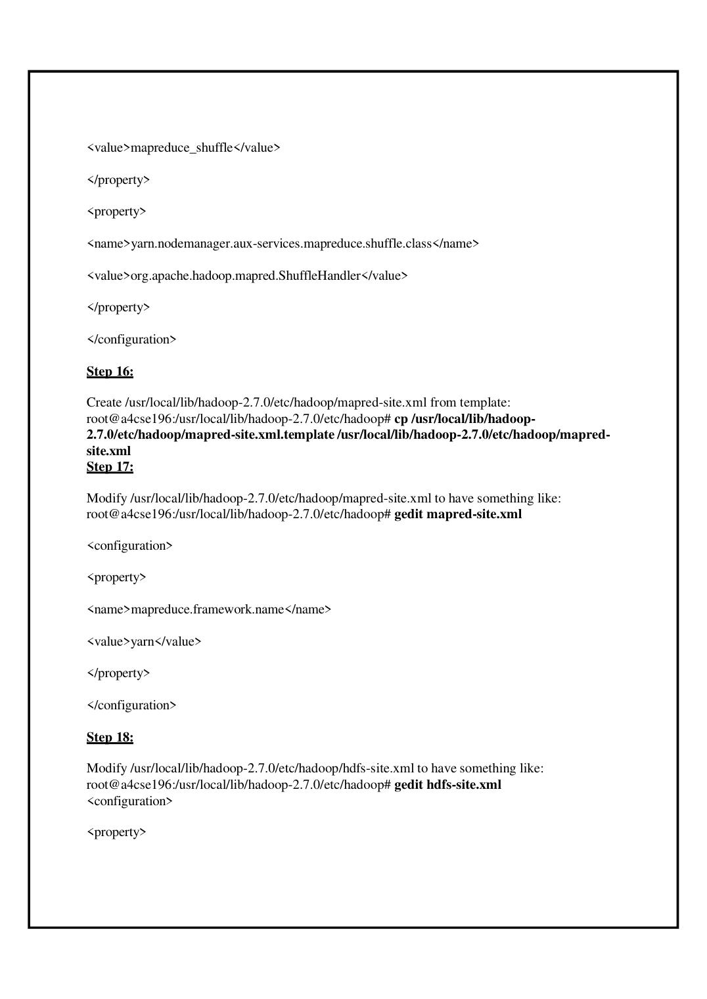 <value>mapreduce_shuffle</value>
</property>
<property>
<name>yarn.nodemanager.aux-services.mapreduce.shuffle.class</name>
<value>org.apache.hadoop.mapred.ShuffleHandler</value>
</property>
</configuration>
Step 16:
Create /usr/local/lib/hadoop-2.7.0/etc/hadoop/mapred-site.xml from template:
root@a4cse196:/usr/local/lib/hadoop-2.7.0/etc/hadoop# cp /usr/local/lib/hadoop-
2.7.0/etc/hadoop/mapred-site.xml.template /usr/local/lib/hadoop-2.7.0/etc/hadoop/mapred-
site.xml
Step 17:
Modify /usr/local/lib/hadoop-2.7.0/etc/hadoop/mapred-site.xml to have something like:
root@a4cse196:/usr/local/lib/hadoop-2.7.0/etc/hadoop# gedit mapred-site.xml
<configuration>
<property>
<name>mapreduce.framework.name</name>
<value>yarn</value>
</property>
</configuration>
Step 18:
Modify /usr/local/lib/hadoop-2.7.0/etc/hadoop/hdfs-site.xml to have something like:
root@a4cse196:/usr/local/lib/hadoop-2.7.0/etc/hadoop# gedit hdfs-site.xml
<configuration>
<property>